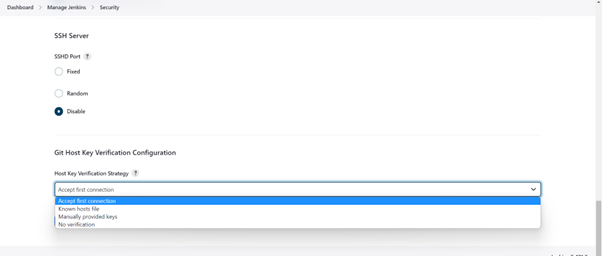 Dashboard > Manage Jenkins > Security
SSH Server
SSHD Port ?
Fixed
Random
Disable
Git Host Key Verification Configuration
Host Key Verification Strategy ?
Accept first connection
Accept first connection
Known hosts file
Manually provided keys
No verification